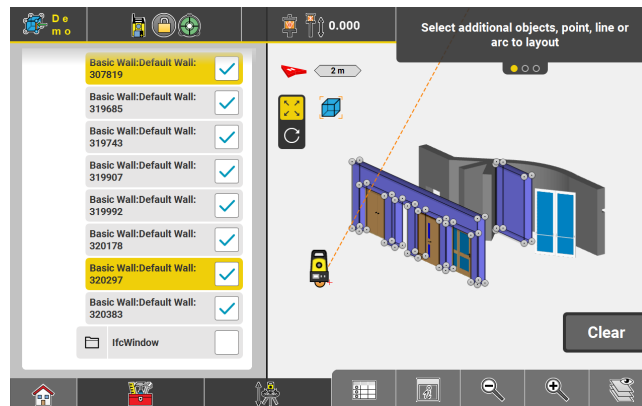 De
mo
0.000
Select additional objects, point, line or
arc to layout
2 m
Basic Wall:Default Wall:
307819
Basic Wall:Default Wall:
319685
Basic Wall:Default Wall:
319743
Basic Wall:Default Wall:
319907
Basic Wall:Default Wall:
319992
Basic Wall:Default Wall:
320178
Basic Wall:Default Wall:
320297
Basic Wall:Default Wall:
320383
IfcWindow
Clear